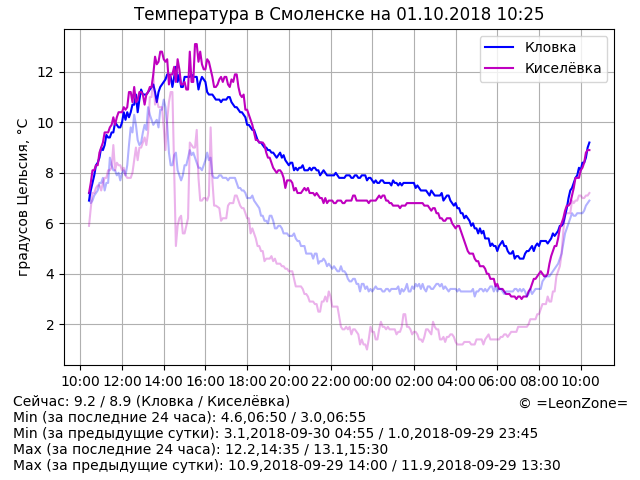 Температура в Смоленске на 01.10.2018 10:25
Кловка
Киселёвка
градусов Цельсия, °C
12
10
8
6
4
2
10:00 12:00 14:00 16:00 18:00 20:00 22:00 00:00 02:00 04:00 06:00 08:00 10:00
Сейчас: 9.2 / 8.9 (Кловка / Киселёвка)
© =LeonZone=
Min (за последние 24 часа): 4.6,06:50 / 3.0,06:55
Min (за предыдущие сутки): 3.1,2018-09-30 04:55 / 1.0,2018-09-29 23:45
Max (за последние 24 часа): 12.2,14:35 / 13.1,15:30
Max (за предыдущие сутки): 10.9,2018-09-29 14:00 / 11.9,2018-09-29 13:30